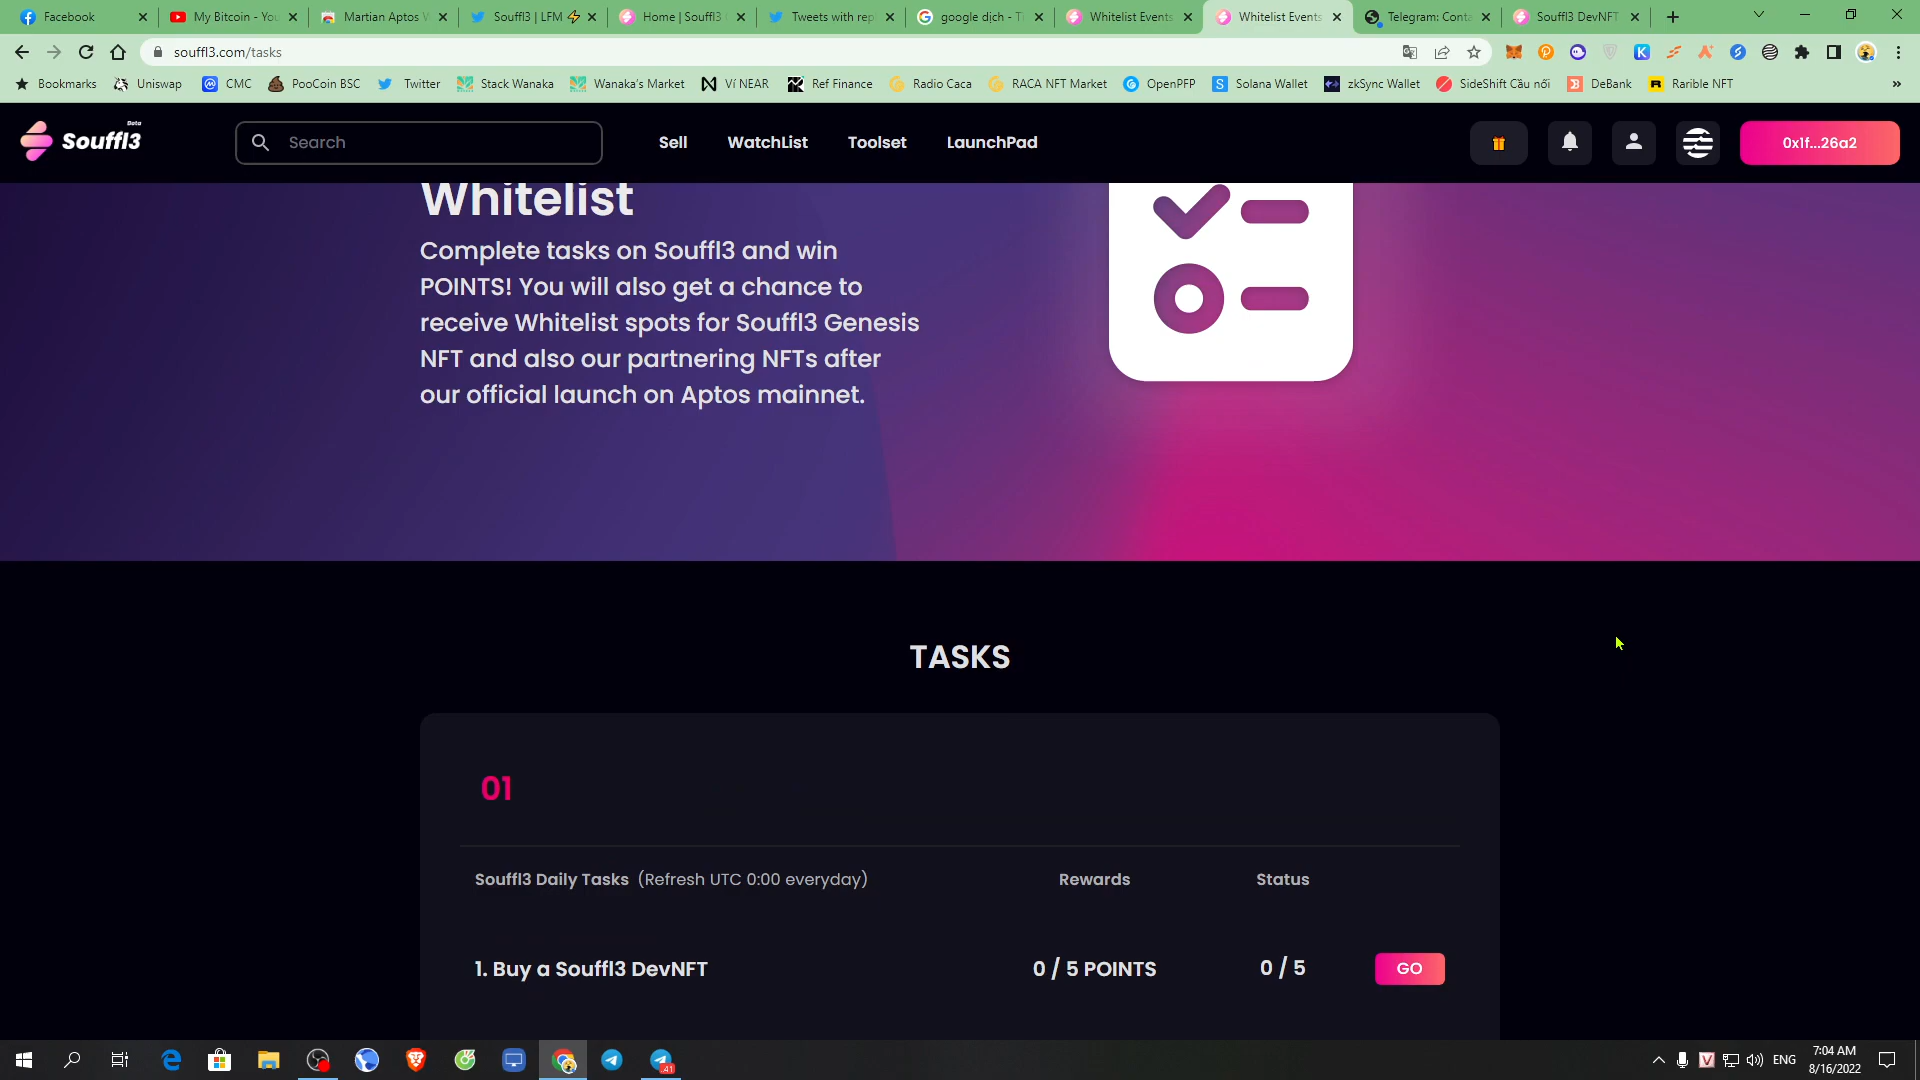 Facebook
My Bitcoin - You
Martian Aptos W
Souffl3 | LFM ⚡
Home | Souffl3
Tweets with rep
google dịch - T
Whitelist Events
Whitelist Events
Telegram: Conta
Souffl3 DevNFT
souffl3.com/tasks
Bookmarks
Uniswap
CMC
PooCoin BSC
Twitter
Stack Wanaka
Wanaka's Market
Ví NEAR
Ref Finance
Radio Caca
RACA NFT Market
OpenPFP
Solana Wallet
zkSync Wallet
SideShift Cầu nối
DeBank
Rarible NFT
»
Souffl3 Beta
Search
Sell
WatchList
Toolset
LaunchPad
0x1f...26a2
Whitelist
Complete tasks on Souffl3 and win
POINTS! You will also get a chance to
receive Whitelist spots for Souffl3 Genesis
NFT and also our partnering NFTs after
our official launch on Aptos mainnet.
TASKS
01
Souffl3 Daily Tasks (Refresh UTC 0:00 everyday)
Rewards
Status
1. Buy a Souffl3 DevNFT
0 / 5 POINTS
0 / 5
GO
41
ENG
7:04 AM
8/16/2022